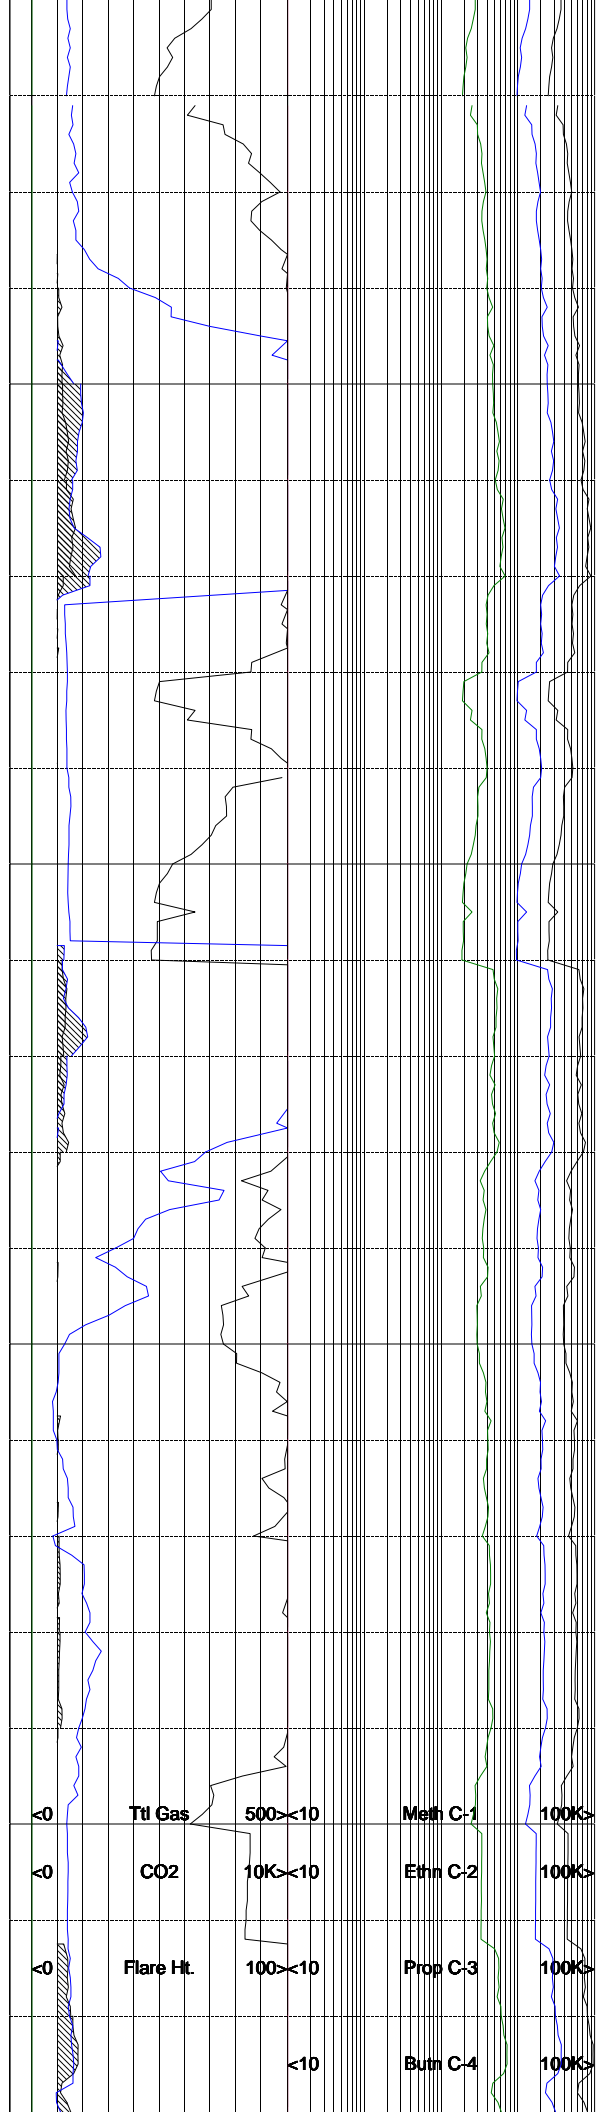 <0 Ttl Gas 500><10 Meth C-1 100K>
<0 CO2 10K><10 Ethn C-2 100K>
<0 Flare Ht. 100><10 Prop C-3 100K>
<10 Butn C-4 100K>